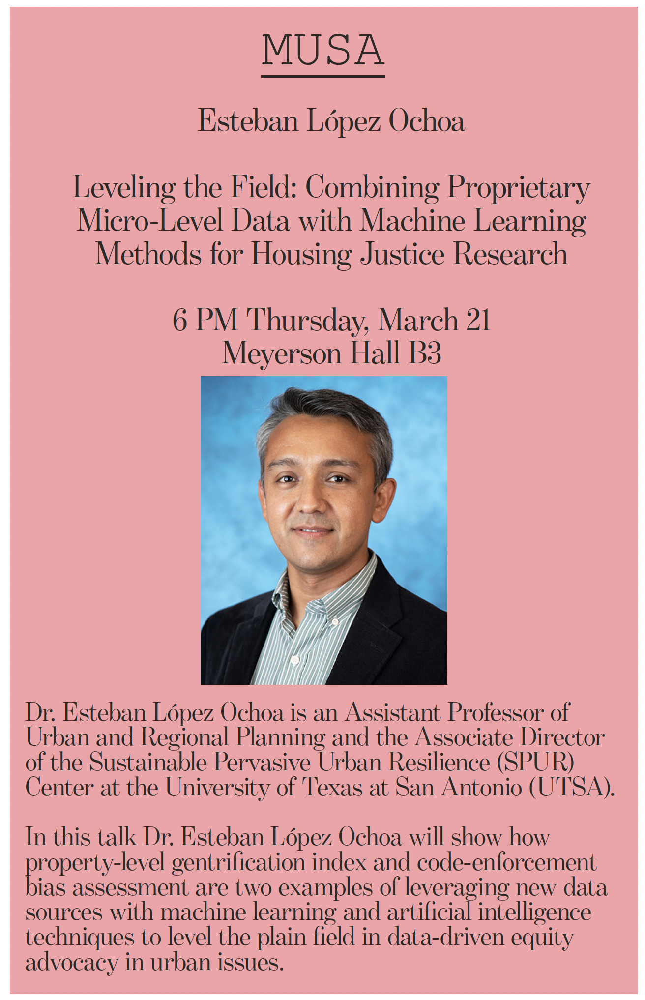 MUSA
Esteban López Ochoa
Leveling the Field: Combining Proprietary
Micro-Level Data with Machine Learning
Methods for Housing Justice Research
6 PM Thursday, March 21
Meyerson Hall B3
Dr. Esteban López Ochoa is an Assistant Professor of
Urban and Regional Planning and the Associate Director
of the Sustainable Pervasive Urban Resilience (SPUR)
Center at the University of Texas at San Antonio (UTSA).
In this talk Dr. Esteban López Ochoa will show how
property-level gentrification index and code-enforcement
bias assessment are two examples of leveraging new data
sources with machine learning and artificial intelligence
techniques to level the plain field in data-driven equity
advocacy in urban issues.